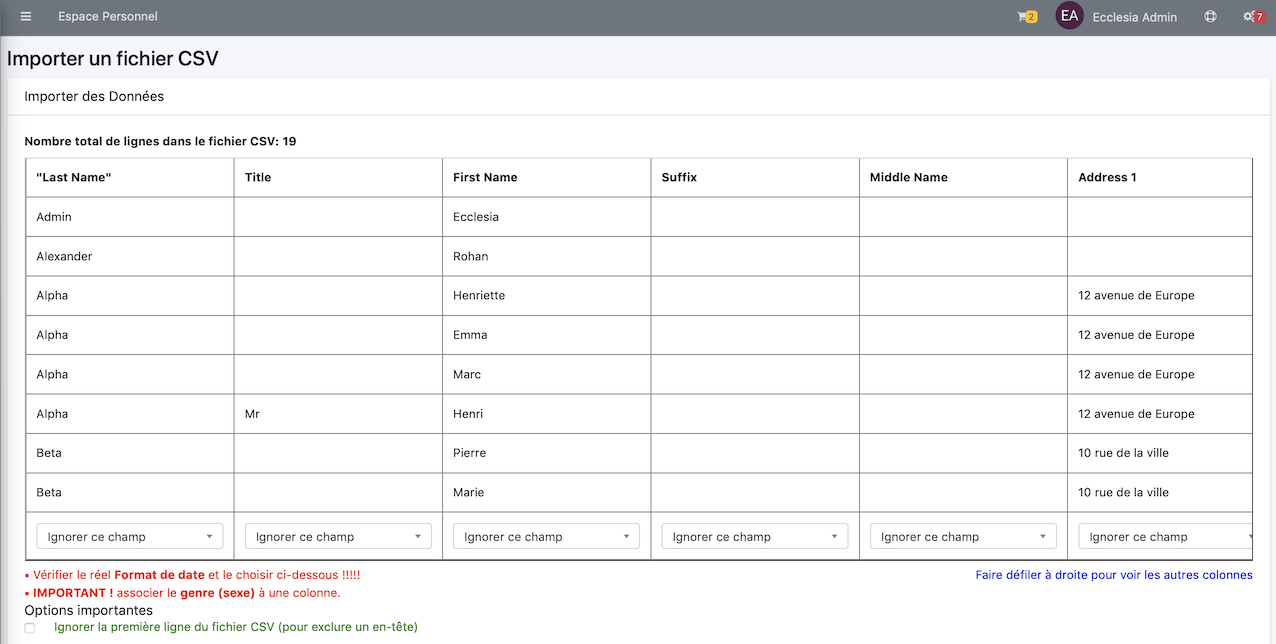 Espace Personnel 2 EA Ecclesia Admin 7
Importer un fichier CSV
Importer des Données
Nombre total de lignes dans le fichier CSV: 19
"Last Name" Title First Name Suffix Middle Name Address 1
Admin Ecclesia
Alexander Rohan
Alpha Henriette 12 avenue de Europe
Alpha Emma 12 avenue de Europe
Alpha Marc 12 avenue de Europe
Alpha Mr Henri 12 avenue de Europe
Beta Pierre 10 rue de la ville
Beta Marie 10 rue de la ville
Ignorer ce champ Ignorer ce champ Ignorer ce champ Ignorer ce champ Ignorer ce champ Ignorer ce champ
• Vérifier le réel Format de date et le choisir ci-dessous !!!!! Faire défiler à droite pour voir les autres colonnes
• IMPORTANT ! associer le genre (sexe) à une colonne.
Options importantes
Ignorer la première ligne du fichier CSV (pour exclure un en-tête)